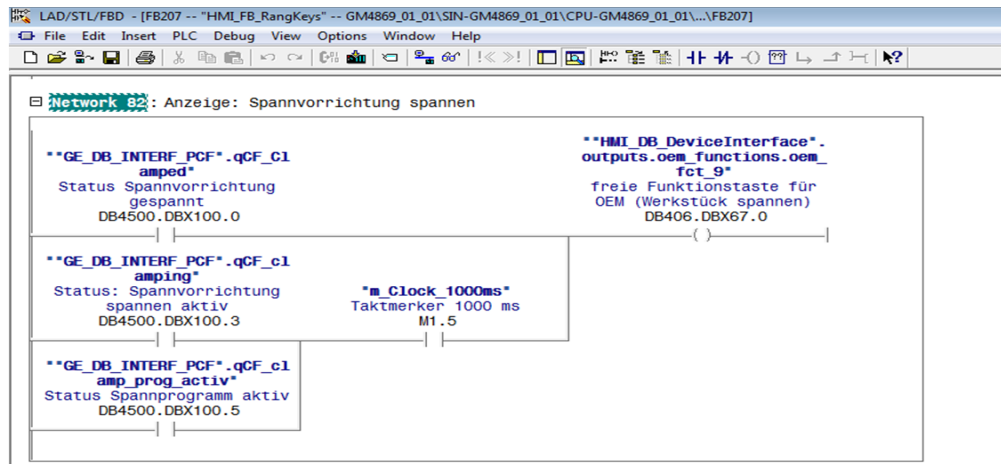 LAD/STL/FBD - [FB207 -- "HMI_FB_RangKeys" -- GM4869_01_01\SIN-GM4869_01_01\CPU-GM4869_01_01\...\FB207]
File Edit Insert PLC Debug View Options Window Help
Network 82: Anzeige: Spannvorrichtung spannen
""GE_DB_INTERF_PCF".qCF_Cl
amped"
Status Spannvorrichtung
gespannt
DB4500.DBX100.0
""HMI_DB_DeviceInterface".
outputs.oem_functions.oem_
fct_9"
freie Funktionstaste für
OEM (Werkstück spannen)
DB406.DBX67.0
""GE_DB_INTERF_PCF".qCF_cl
amping"
Status: Spannvorrichtung
spannen aktiv
DB4500.DBX100.3
"m_Clock_1000ms"
Taktmerker 1000 ms
M1.5
""GE_DB_INTERF_PCF".qCF_cl
amp_prog_activ"
Status Spannprogramm aktiv
DB4500.DBX100.5